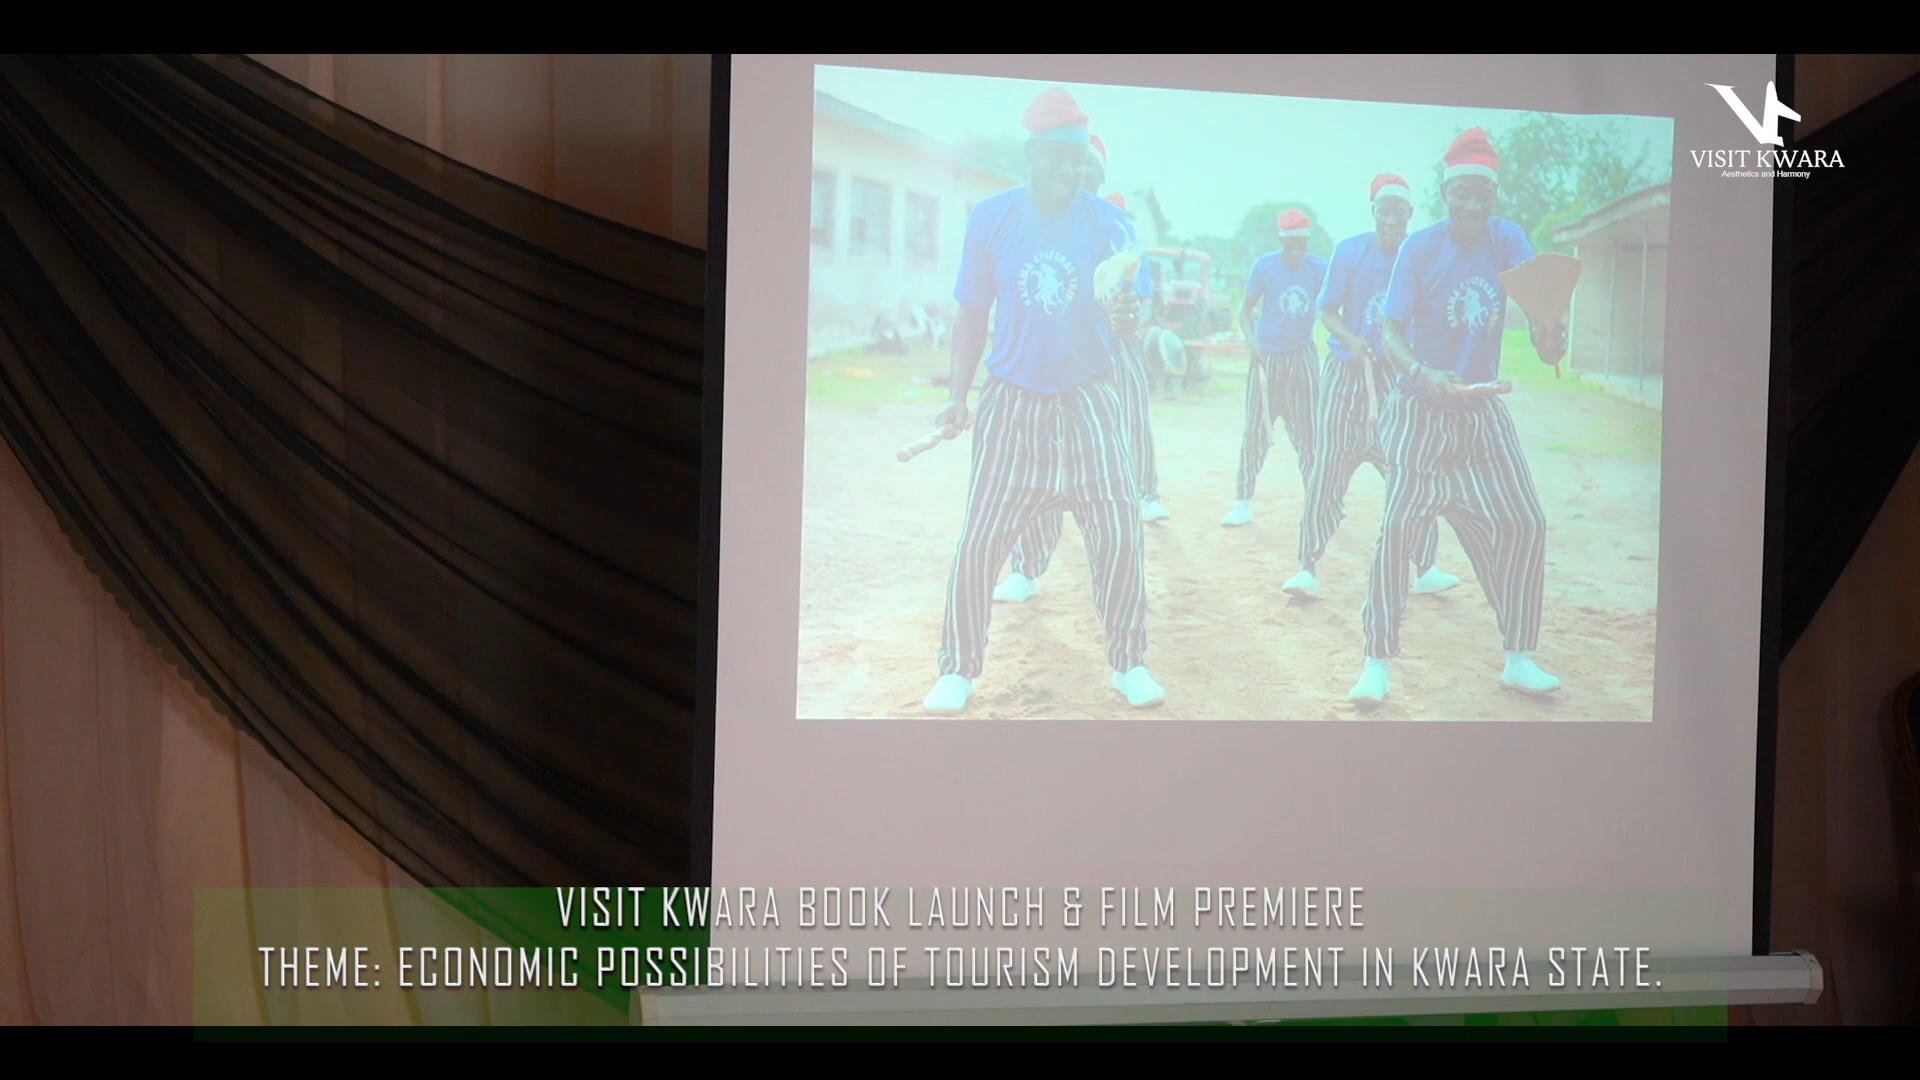 VISIT KWARA
Aesthetics and Harmony
VISIT KWARA BOOK LAUNCH & FILM PREMIERE
THEME: ECONOMIC POSSIBILITIES OF TOURISM DEVELOPMENT IN KWARA STATE.